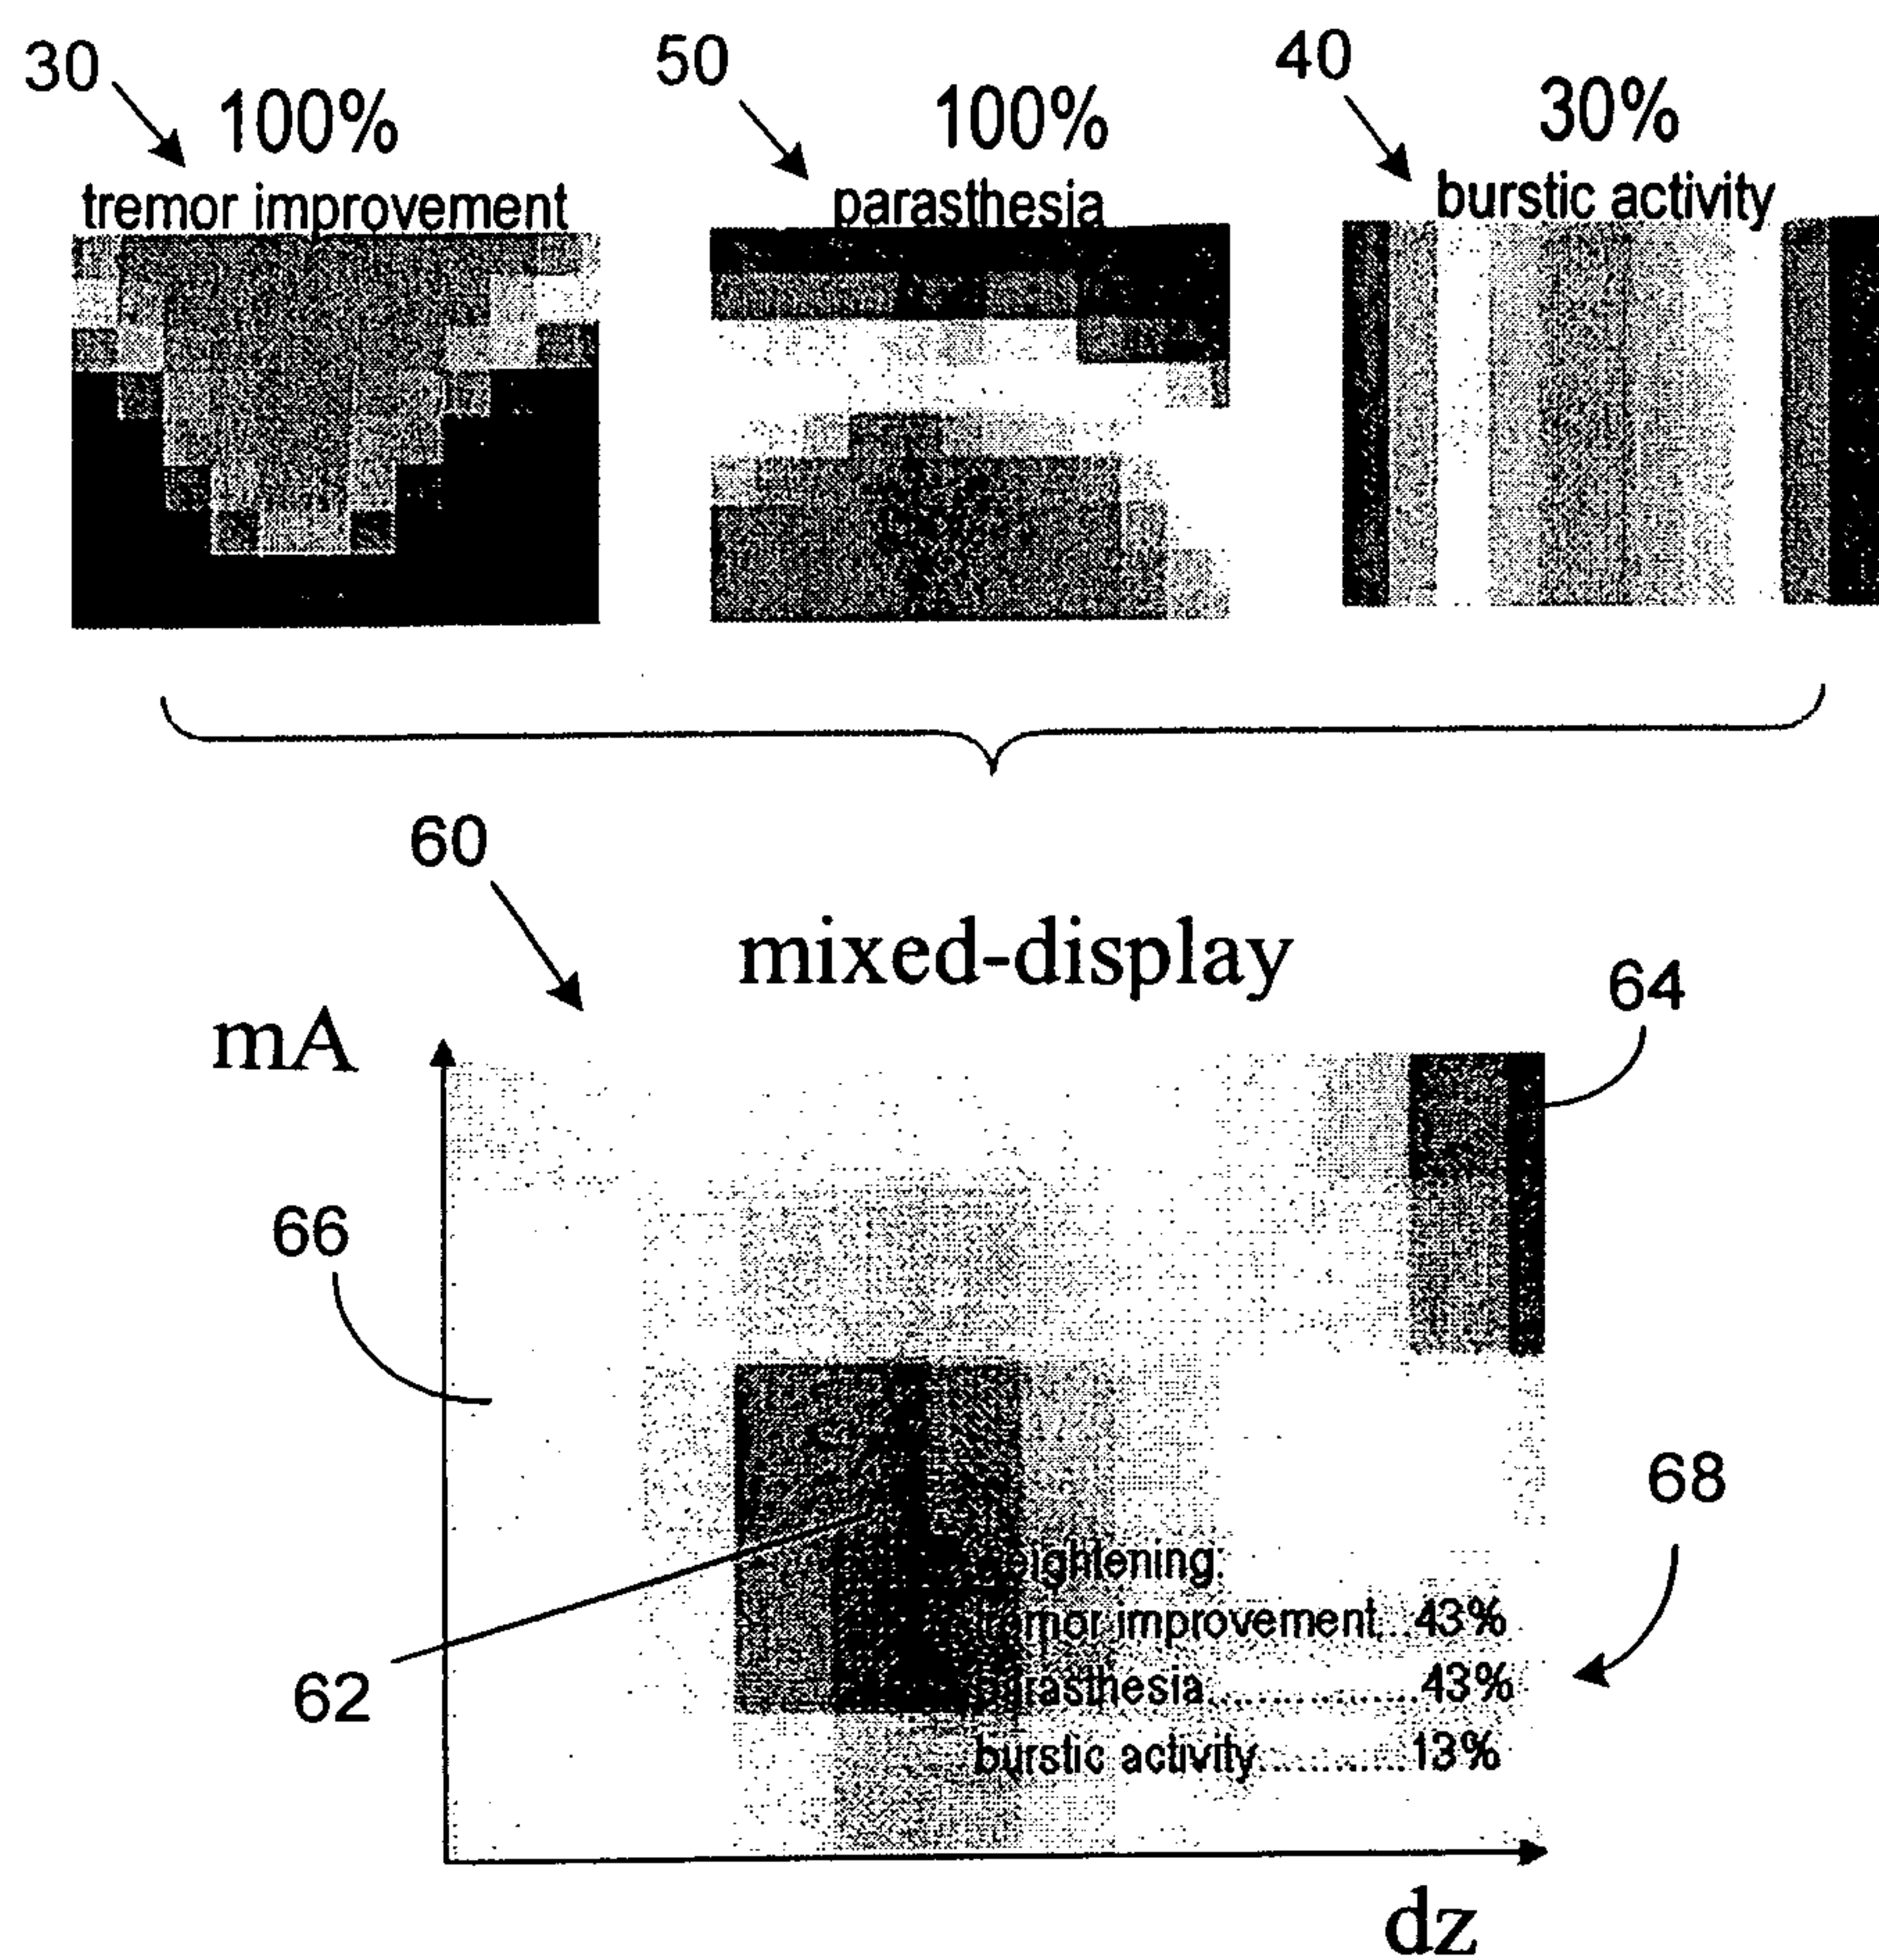 30
100%
tremor improvement
50
100%
parasthesia
40
30%
burstic activity
60
mixed-display
mA
64
66
68
eightening:
tremor improvement...43%
parasthesia................43%
burstic activity...........13%
62
dz